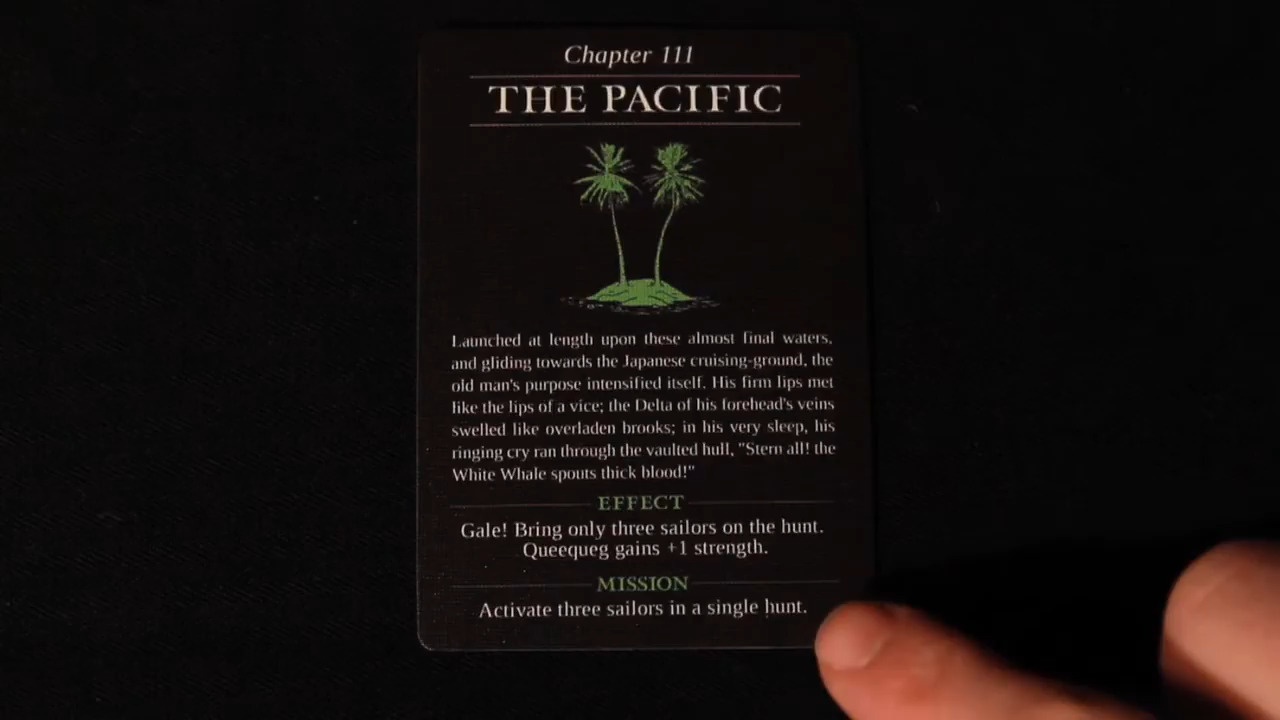 Chapter 111
THE PACIFIC
Launched at length upon these almost final waters,
and gliding towards the Japanese cruising-ground, the
old man's purpose intensified itself. His firm lips met
like the lips of a vice; the Delta of his forehead's veins
swelled like overladen brooks; in his very sleep, his
ringing cry ran through the vaulted hull, "Stern all! the
White Whale spouts thick blood!"
EFFECT
Gale! Bring only three sailors on the hunt.
Queequeg gains +1 strength.
MISSION
Activate three sailors in a single hunt.